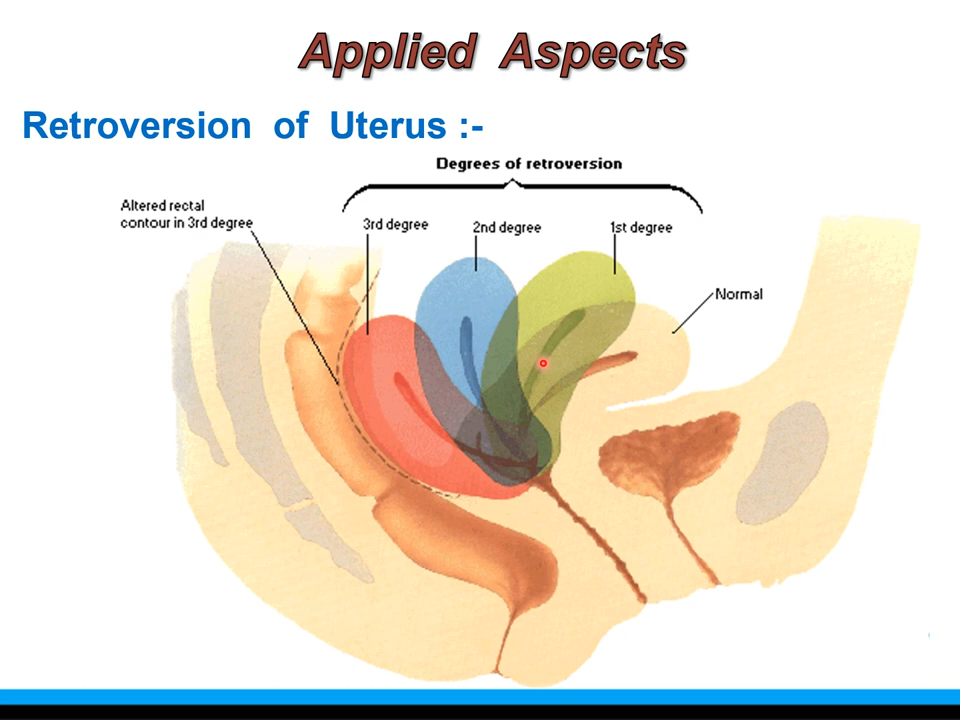 Applied Aspects
Retroversion of Uterus :-
Degrees of retroversion
Altered rectal
contour in 3rd degree
3rd degree
2nd degree
1st degree
Normal